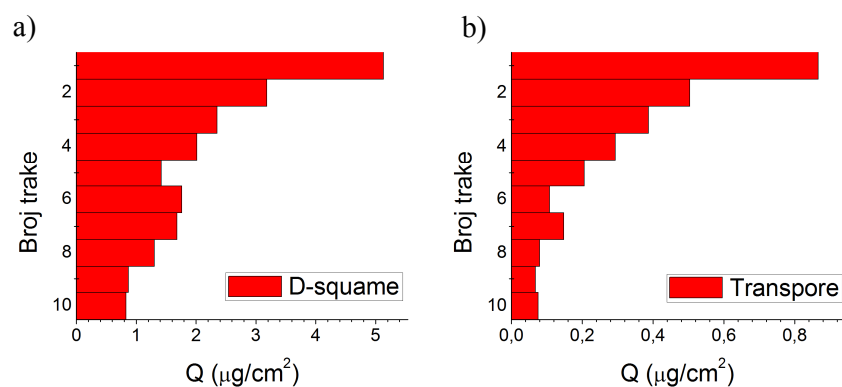 a)
Broj trake
2
4
6
8
10
D-squame
0 1 2 3 4 5
Q (μg/cm²)
b)
Broj trake
2
4
6
8
10
Transpore
0,0 0,2 0,4 0,6 0,8
Q (μg/cm²)